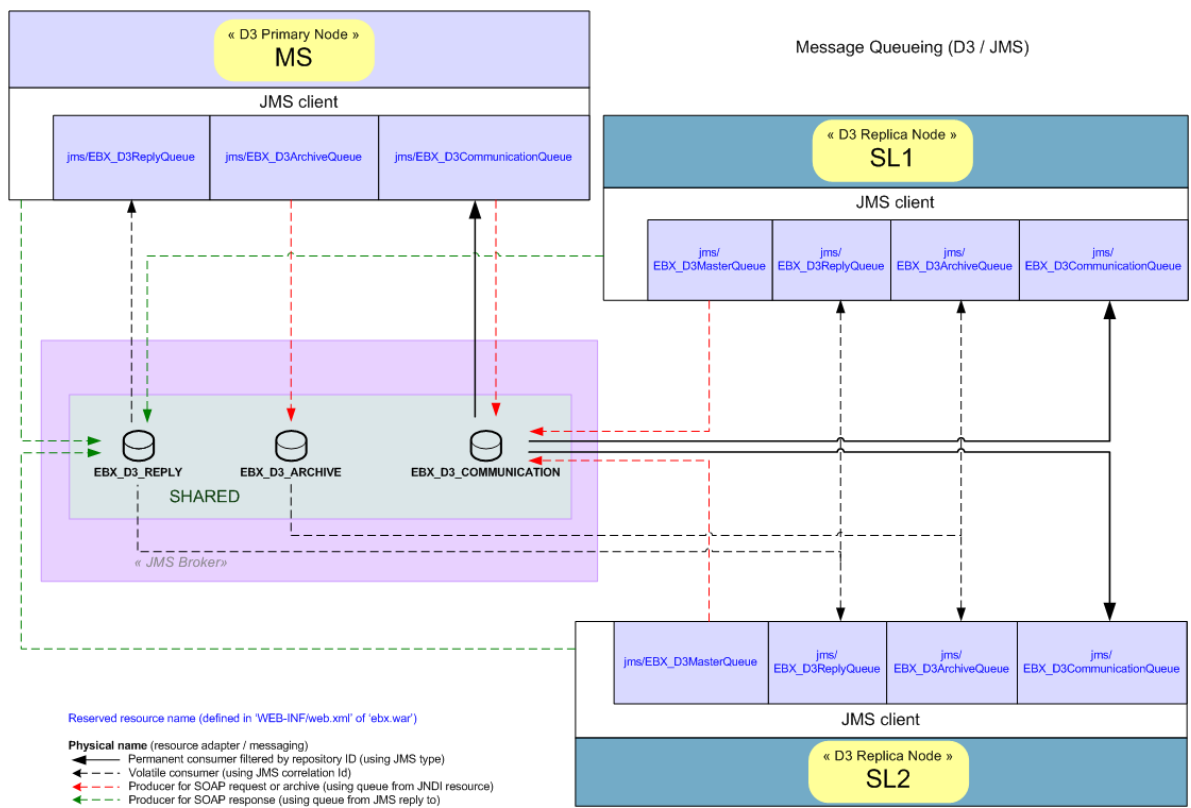 « D3 Primary Node »
MS
Message Queueing (D3 / JMS)
JMS client
jms/EBX_D3ReplyQueue
jms/EBX_D3ArchiveQueue
jms/EBX_D3CommunicationQueue
« D3 Replica Node »
SL1
JMS client
jms/
EBX_D3MasterQueue
jms/
EBX_D3ReplyQueue
jms/
EBX_D3ArchiveQueue
jms/
EBX_D3CommunicationQueue
EBX_D3_REPLY
EBX_D3_ARCHIVE
EBX_D3_COMMUNICATION
SHARED
« JMS Broker»
jms/EBX_D3MasterQueue
jms/
EBX_D3ReplyQueue
jms/
EBX_D3ArchiveQueue
jms/
EBX_D3CommunicationQueue
JMS client
« D3 Replica Node »
SL2
Reserved resource name (defined in 'WEB-INF/web.xml' of 'ebx.war')
Physical name (resource adapter / messaging)
Permanent consumer filtered by repository ID (using JMS type)
Volatile consumer (using JMS correlation Id)
Producer for SOAP request or archive (using queue from JNDI resource)
Producer for SOAP response (using queue from JMS reply to)